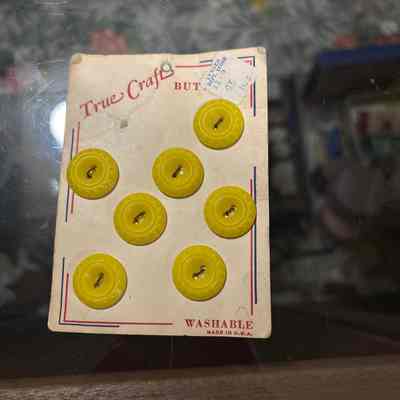 True Craft
BUT
WASHABLE
MADE IN U.S.A.